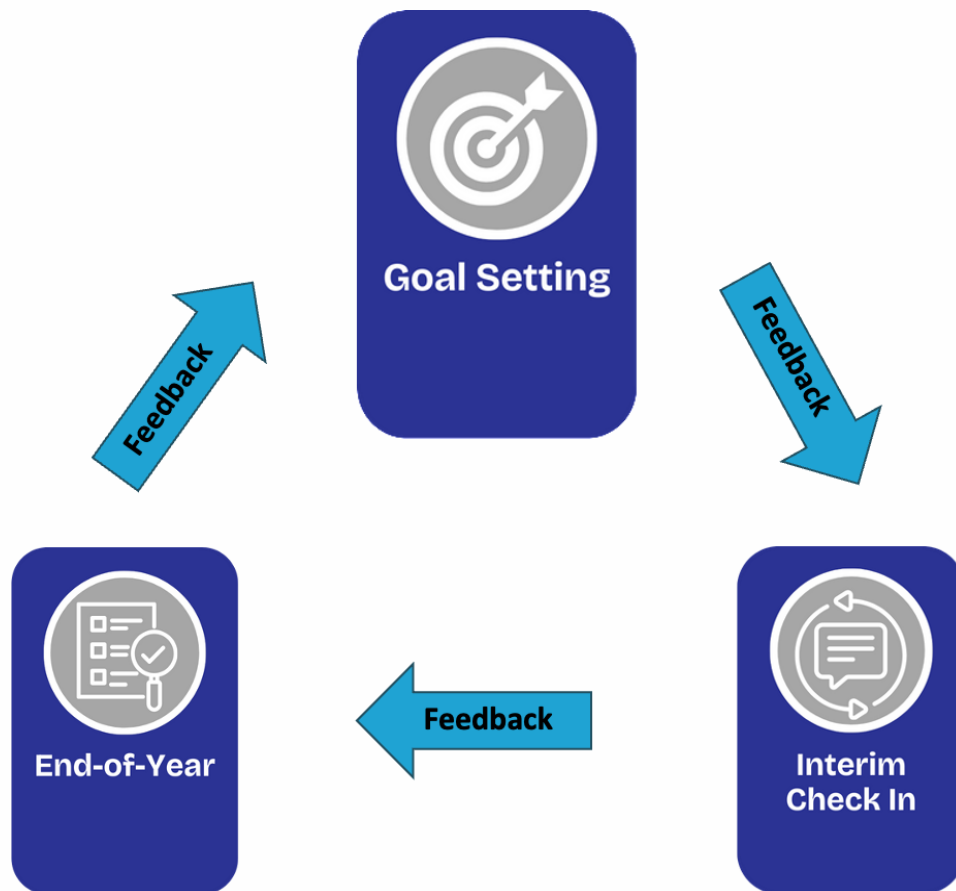 Goal Setting
Feedback
Feedback
Feedback
End-of-Year
Interim
Check In